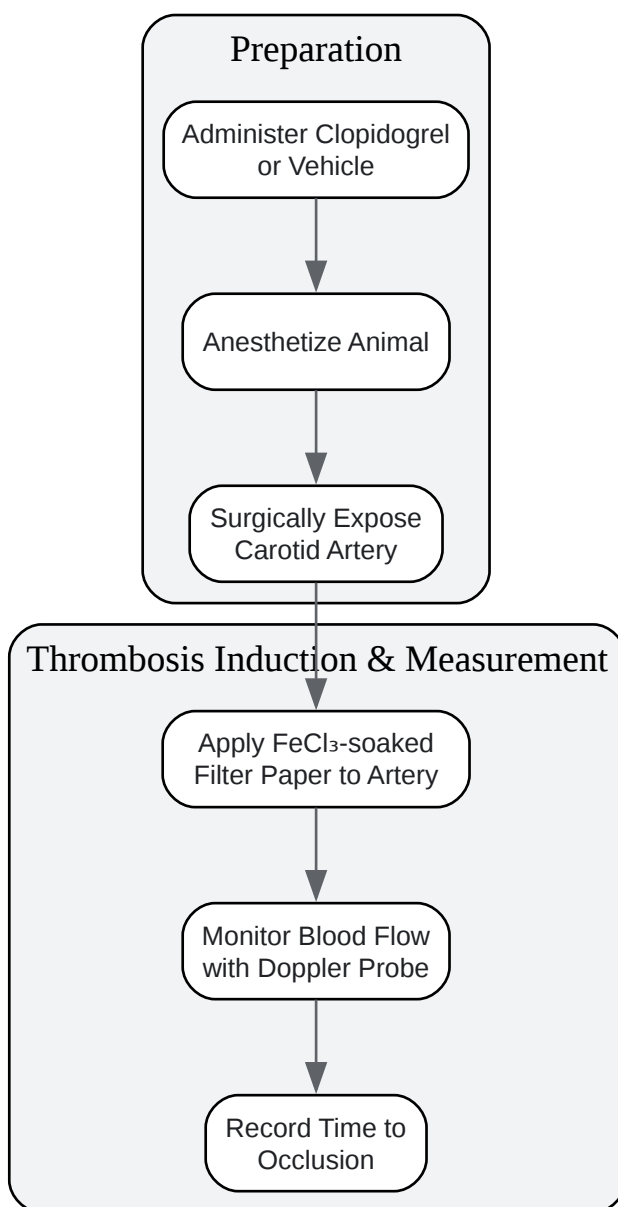 Preparation
Administer Clopidogrel
or Vehicle
Anesthetize Animal
Surgically Expose
Carotid Artery
Thrombosis Induction & Measurement
Apply FeCl₃-soaked
Filter Paper to Artery
Monitor Blood Flow
with Doppler Probe
Record Time to
Occlusion